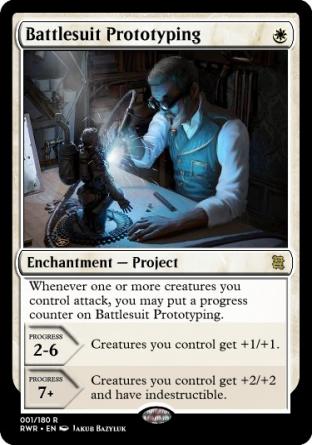 Battlesuit Prototyping
Enchantment — Project
Whenever one or more creatures you
control attack, you may put a progress
counter on Battlesuit Prototyping.
PROGRESS
2-6
Creatures you control get +1/+1.
PROGRESS
7+
Creatures you control get +2/+2
and have indestructible.
001/180 R
RWR • EN Jakub Bazyluk